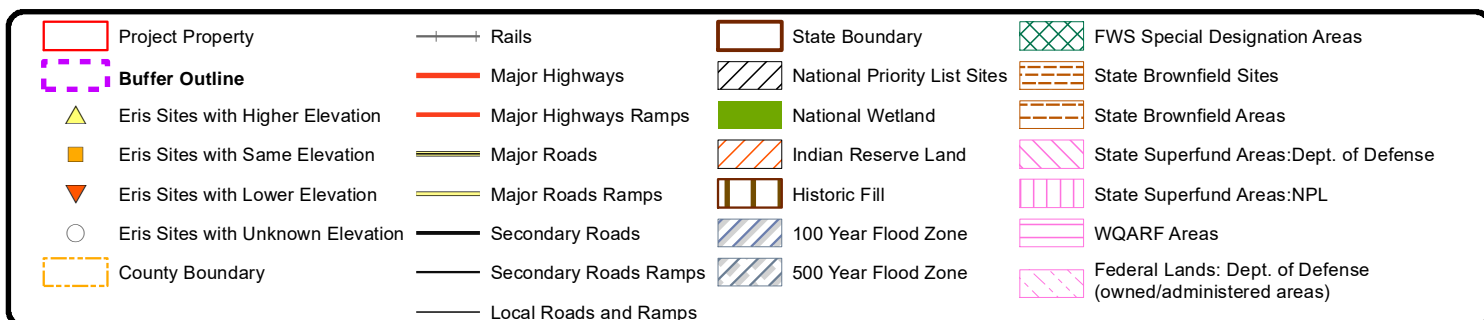 Project Property
Buffer Outline
Eris Sites with Higher Elevation
Eris Sites with Same Elevation
Eris Sites with Lower Elevation
Eris Sites with Unknown Elevation
County Boundary
Rails
Major Highways
Major Highways Ramps
Major Roads
Major Roads Ramps
Secondary Roads
Secondary Roads Ramps
Local Roads and Ramps
State Boundary
National Priority List Sites
National Wetland
Indian Reserve Land
Historic Fill
100 Year Flood Zone
500 Year Flood Zone
FWS Special Designation Areas
State Brownfield Sites
State Brownfield Areas
State Superfund Areas:Dept. of Defense
State Superfund Areas:NPL
WQARF Areas
Federal Lands: Dept. of Defense
(owned/administered areas)